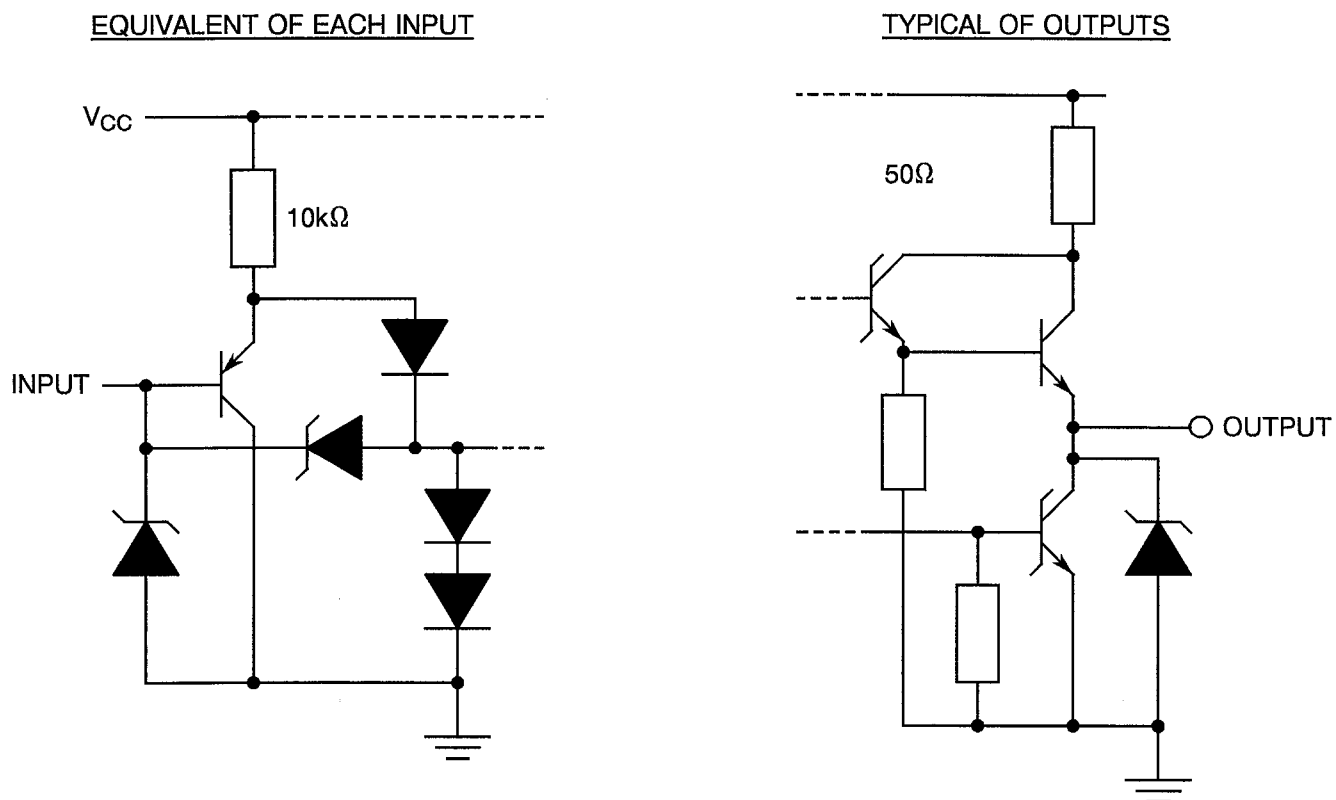 EQUIVALENT OF EACH INPUT
TYPICAL OF OUTPUTS
VCC
10kΩ
50Ω
INPUT
OUTPUT